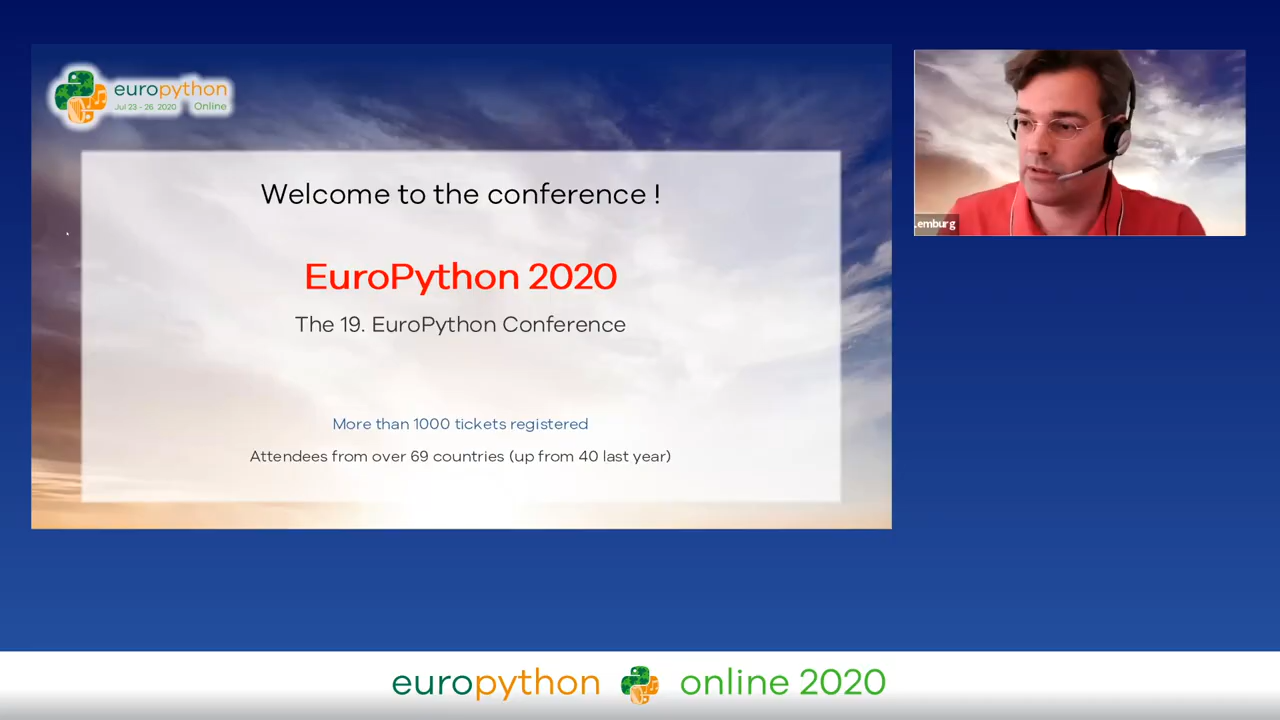 europython
Jul 23 - 26 2020 Online
Welcome to the conference !
EuroPython 2020
The 19. EuroPython Conference
More than 1000 tickets registered
Attendees from over 69 countries (up from 40 last year)
.emburg
europython online 2020